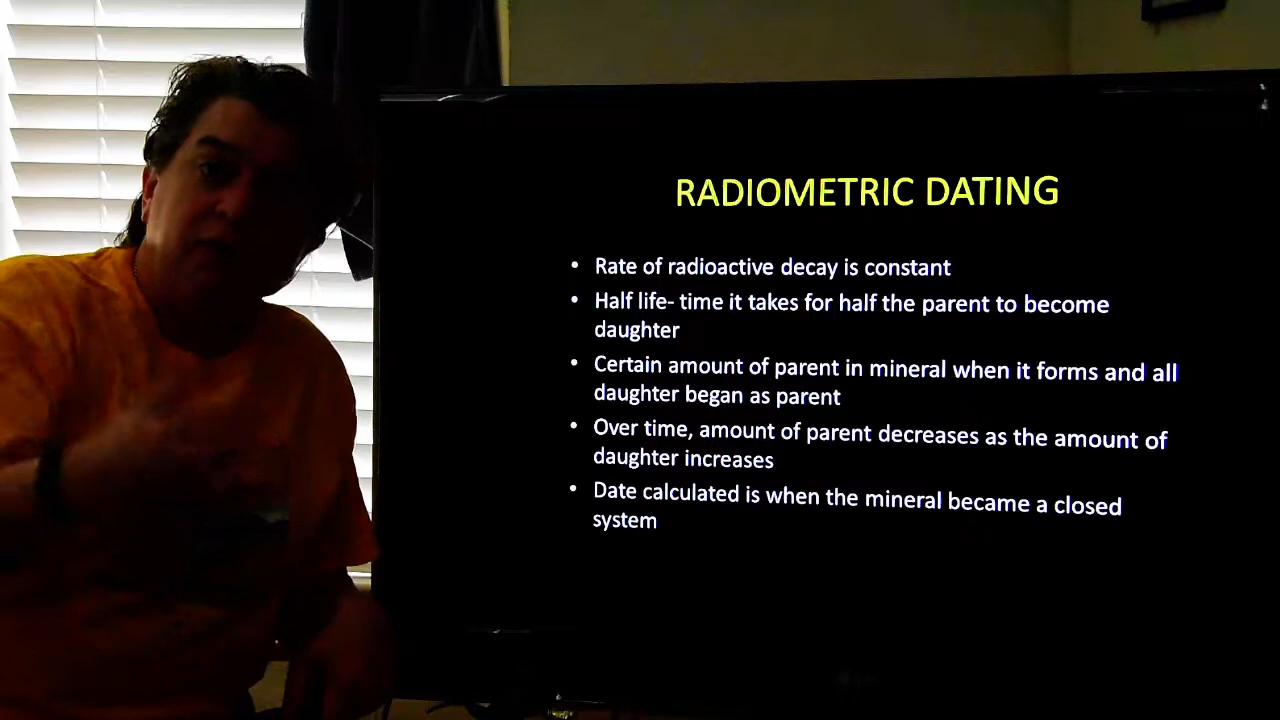 RADIOMETRIC DATING
• Rate of radioactive decay is constant
• Half life- time it takes for half the parent to become
daughter
• Certain amount of parent in mineral when it forms and all
daughter began as parent
• Over time, amount of parent decreases as the amount of
daughter increases
• Date calculated is when the mineral became a closed
system